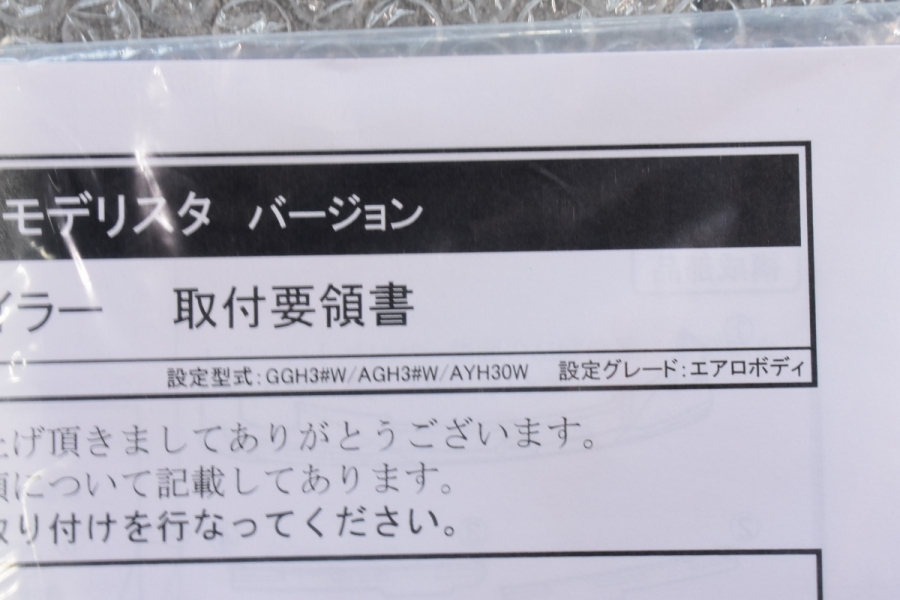 モデリスタ バージョン
イラー 取付要領書
設定型式:GGH3#W/AGH3#W/AYH30W 設定グレード:エアロボディ
上げ頂きましてありがとうございます。
項について記載してあります。
取り付けを行なってください。